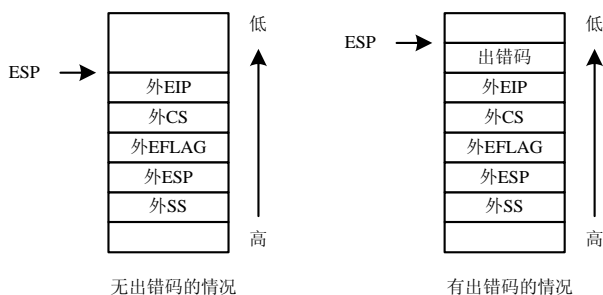 低
ESP
外EIP
外CS
外EFLAG
外ESP
外SS
高
无出错码的情况
低
ESP
出错码
外EIP
外CS
外EFLAG
外ESP
外SS
高
有出错码的情况